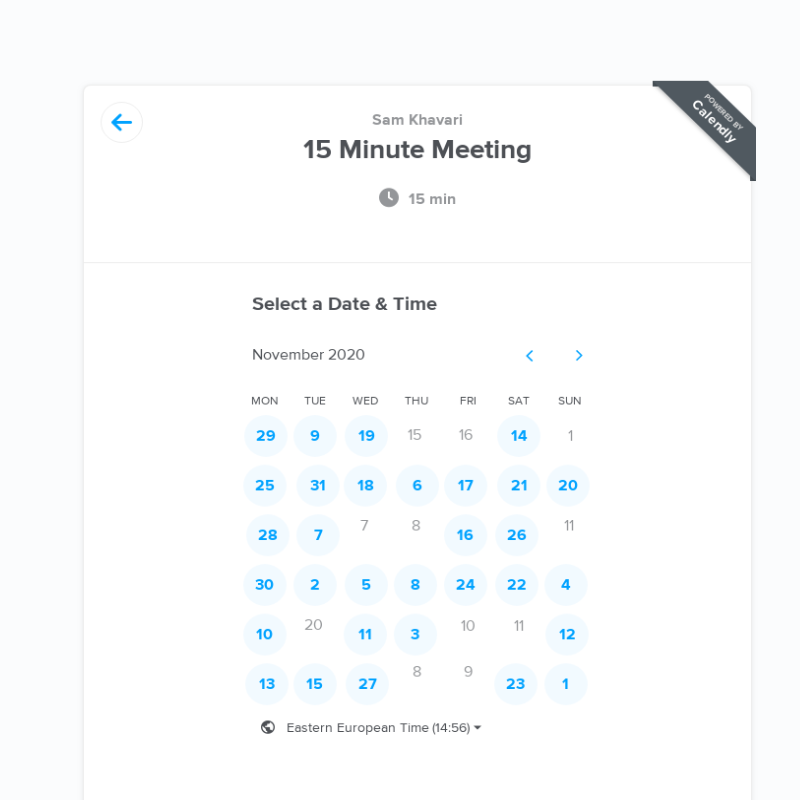 POWERED BY
Calendly
Sam Khavari
15 Minute Meeting
15 min
Select a Date & Time
November 2020
MON TUE WED THU FRI SAT SUN
29 9 19 15 16 14 1
25 31 18 6 17 21 20
28 7 7 8 16 26 11
30 2 5 8 24 22 4
10 20 11 3 10 11 12
13 15 27 8 9 23 1
Eastern European Time (14:56)